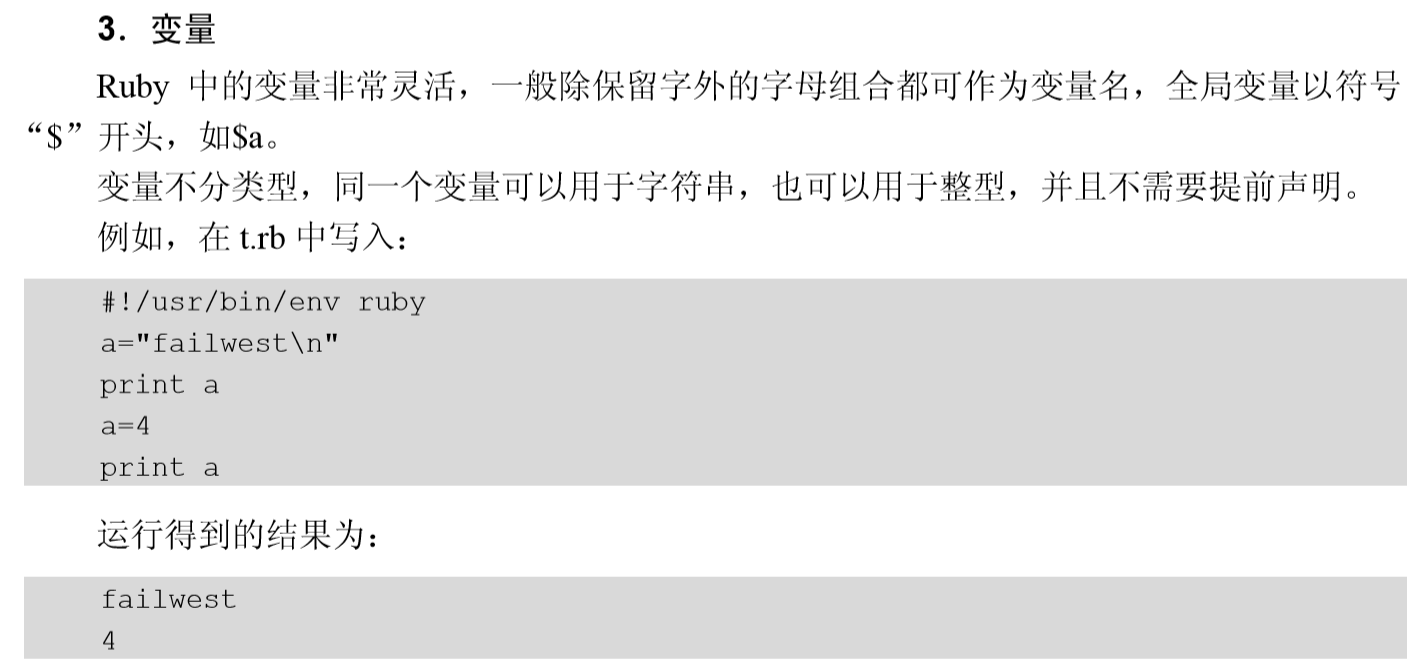 3．变量
Ruby 中的变量非常灵活，一般除保留字外的字母组合都可作为变量名，全局变量以符号
“$”开头，如$a。
变量不分类型，同一个变量可以用于字符串，也可以用于整型，并且不需要提前声明。
例如，在 t.rb 中写入：
#!/usr/bin/env ruby
a="failwest\n"
print a
a=4
print a
运行得到的结果为：
failwest
4